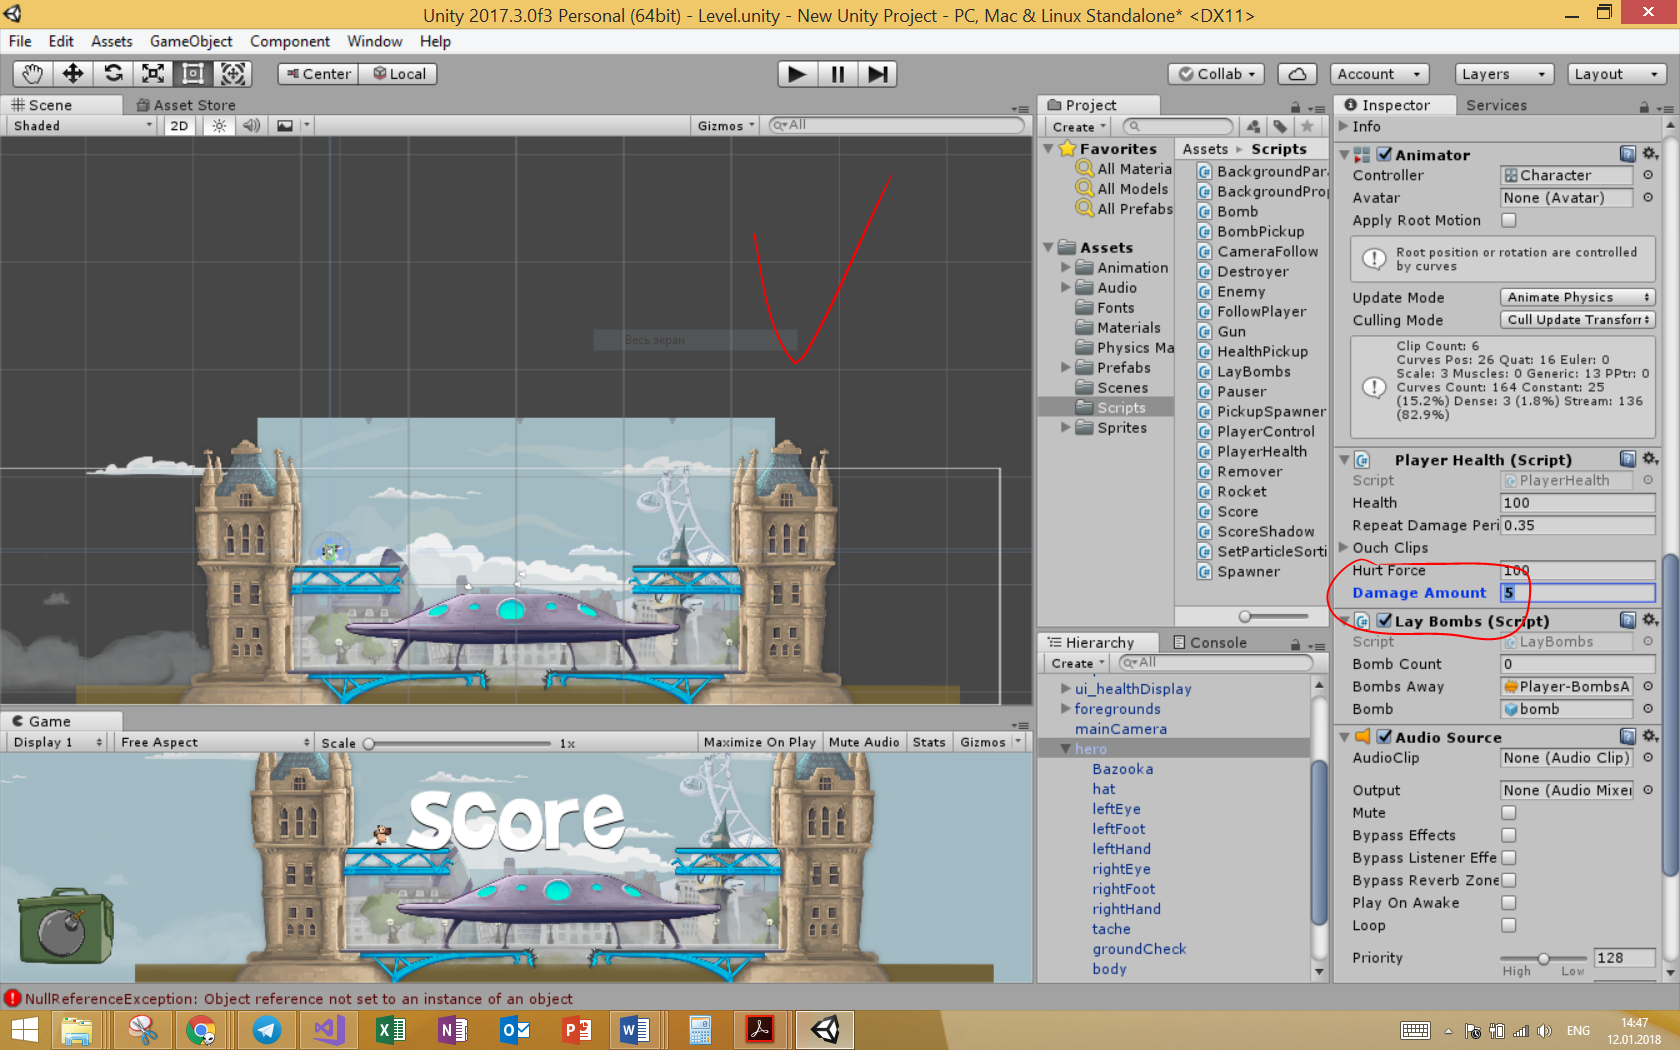 Unity 2017.3.0f3 Personal (64bit) - Level.unity - New Unity Project - PC, Mac & Linux Standalone* <DX11>
File Edit Assets GameObject Component Window Help
Center Local Collab Account Layers Layout
Scene Asset Store
Shaded 2D Gizmos All
Весь экран
Game
Display 1 Free Aspect Scale 1x Maximize On Play Mute Audio Stats Gizmos
score
Project
Create
Favorites
All Materia
All Models
All Prefabs
Assets
Animation
Audio
Fonts
Materials
Physics Ma
Prefabs
Scenes
Scripts
Sprites
Assets Scripts
BackgroundPar
BackgroundProp
Bomb
BombPickup
CameraFollow
Destroyer
Enemy
FollowPlayer
Gun
HealthPickup
LayBombs
Pauser
PickupSpawner
PlayerControl
PlayerHealth
Remover
Rocket
Score
ScoreShadow
SetParticleSorti
Spawner
Hierarchy Console
Create All
ui_healthDisplay
foregrounds
mainCamera
hero
Bazooka
hat
leftEye
leftFoot
leftHand
rightEye
rightFoot
rightHand
tache
groundCheck
body
Inspector Services
Info
Animator
Controller Character
Avatar None (Avatar)
Apply Root Motion
Root position or rotation are controlled
by curves
Update Mode Animate Physics
Culling Mode Cull Update Transforr
Clip Count: 6
Curves Pos: 26 Quat: 16 Euler: 0
Scale: 3 Muscles: 0 Generic: 13 PPtr: 0
Curves Count: 164 Constant: 25
(15.2%) Dense: 3 (1.8%) Stream: 136
(82.9%)
Player Health (Script)
Script PlayerHealth
Health 100
Repeat Damage Peri 0.35
Ouch Clips
Hurt Force 100
Damage Amount 5
Lay Bombs (Script)
Script LayBombs
Bomb Count 0
Bombs Away Player-BombsA
Bomb bomb
Audio Source
AudioClip None (Audio Clip)
Output None (Audio Mixer
Mute
Bypass Effects
Bypass Listener Effe
Bypass Reverb Zone
Play On Awake
Loop
Priority 128
High Low
NullReferenceException: Object reference not set to an instance of an object
ENG
14:47
12.01.2018